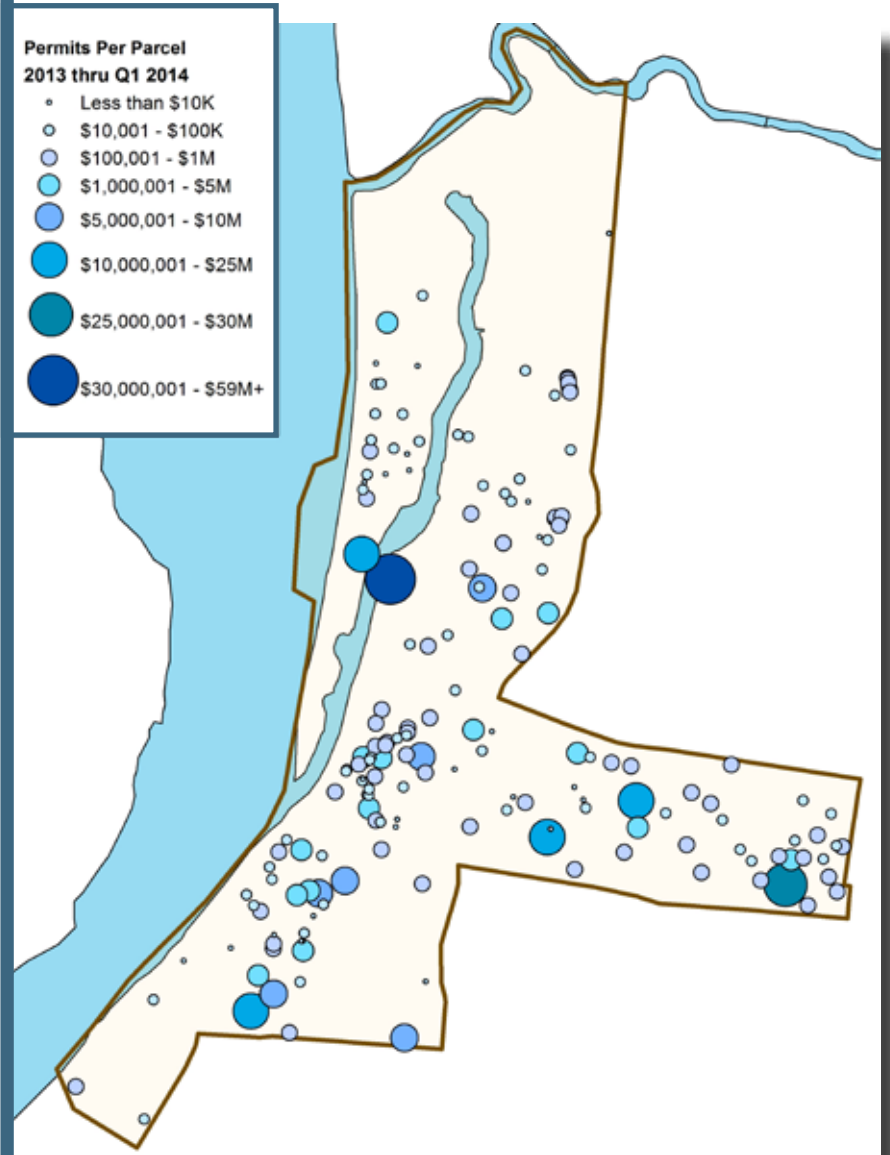 Permits Per Parcel
2013 thru Q1 2014
Less than $10K
$10,001 - $100K
$100,001 - $1M
$1,000,001 - $5M
$5,000,001 - $10M
$10,000,001 - $25M
$25,000,001 - $30M
$30,000,001 - $59M+